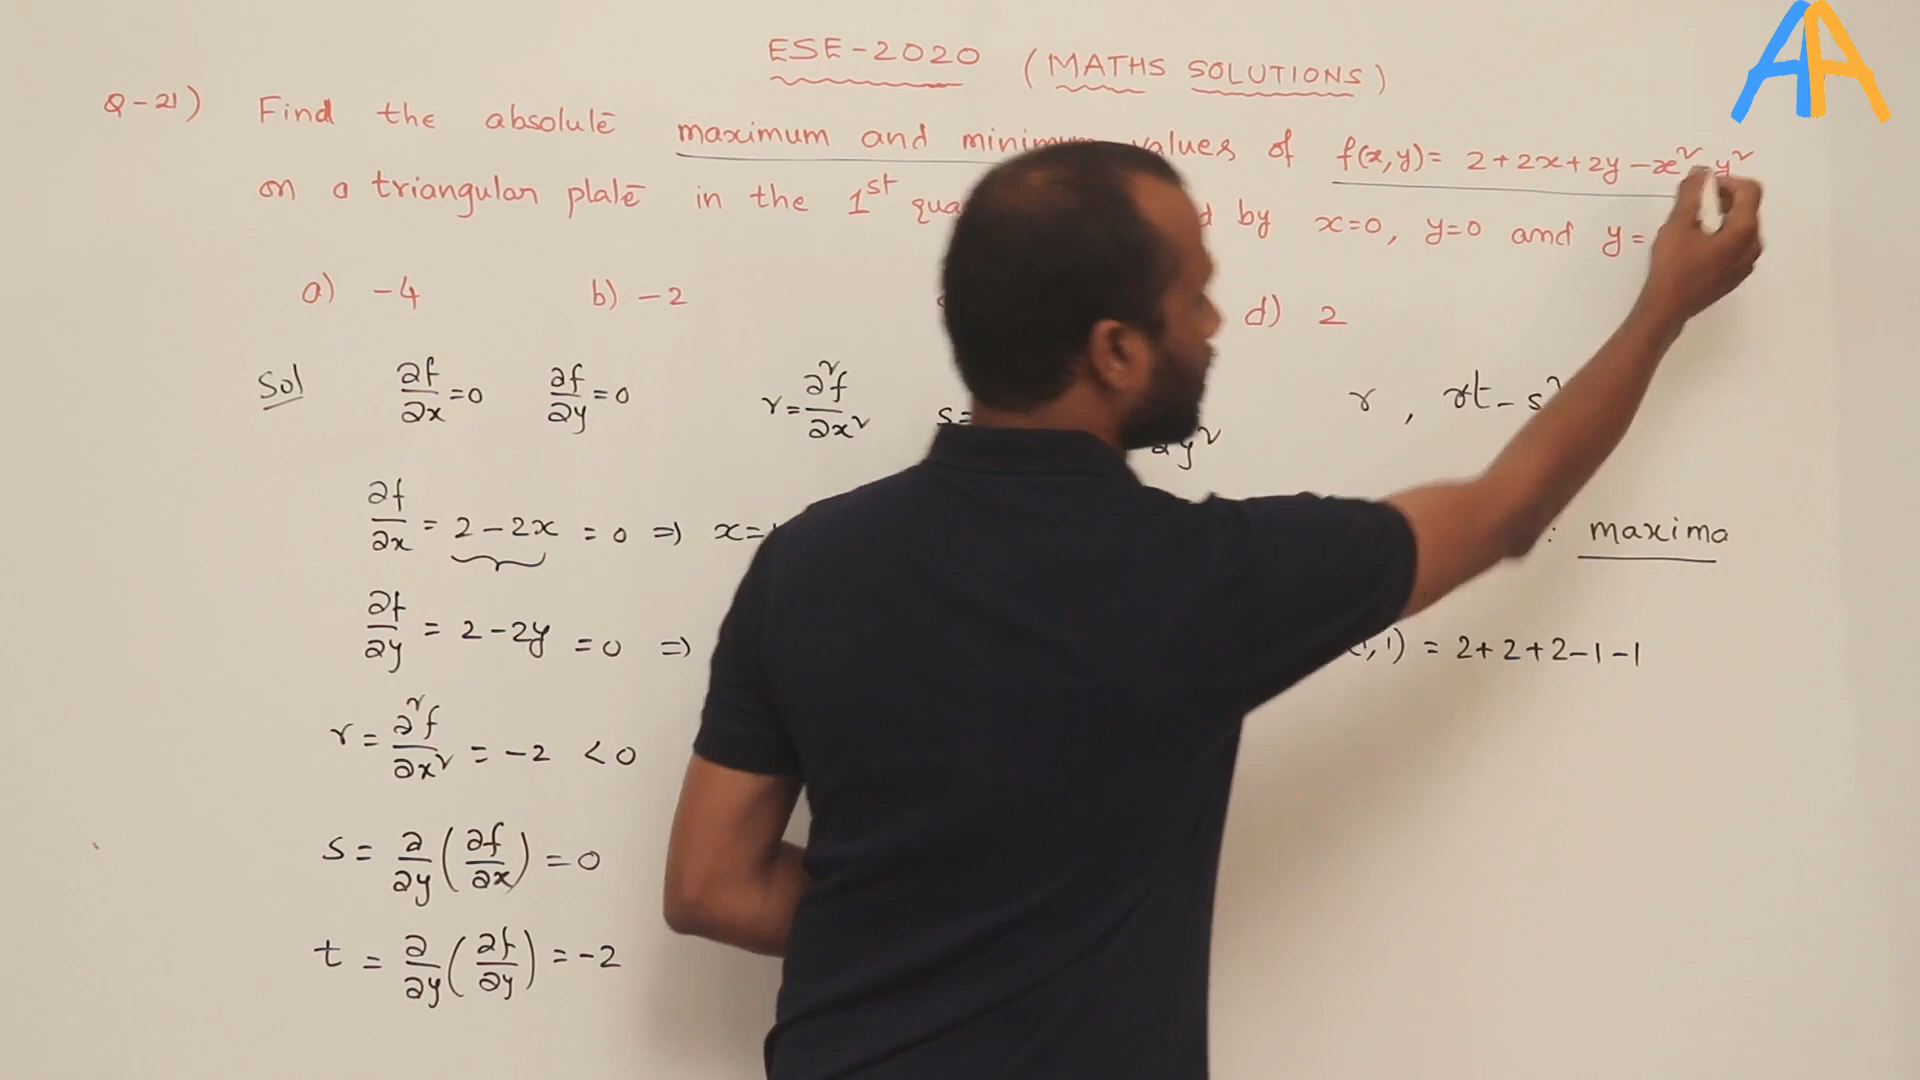 ESE-2020 (MATHS SOLUTIONS)
Q-21) Find the absolute maximum and minimum values of f(x,y)= 2+2x+2y-x²-y²
on a triangular plate in the 1st by x=0, y=0 and y=
a) -4 b) -2 d) 2
Sol ∂f/∂x=0 ∂f/∂y=0 r=∂²f/∂x² s= r, rt-s²
∂f/∂x = 2-2x = 0 ⇒ x= : maxima
∂f/∂y = 2-2y = 0 ⇒ ,1) = 2+2+2-1-1
r = ∂²f/∂x² = -2 < 0
s = ∂/∂y(∂f/∂x) = 0
t = ∂/∂y(∂f/∂y) = -2
AA